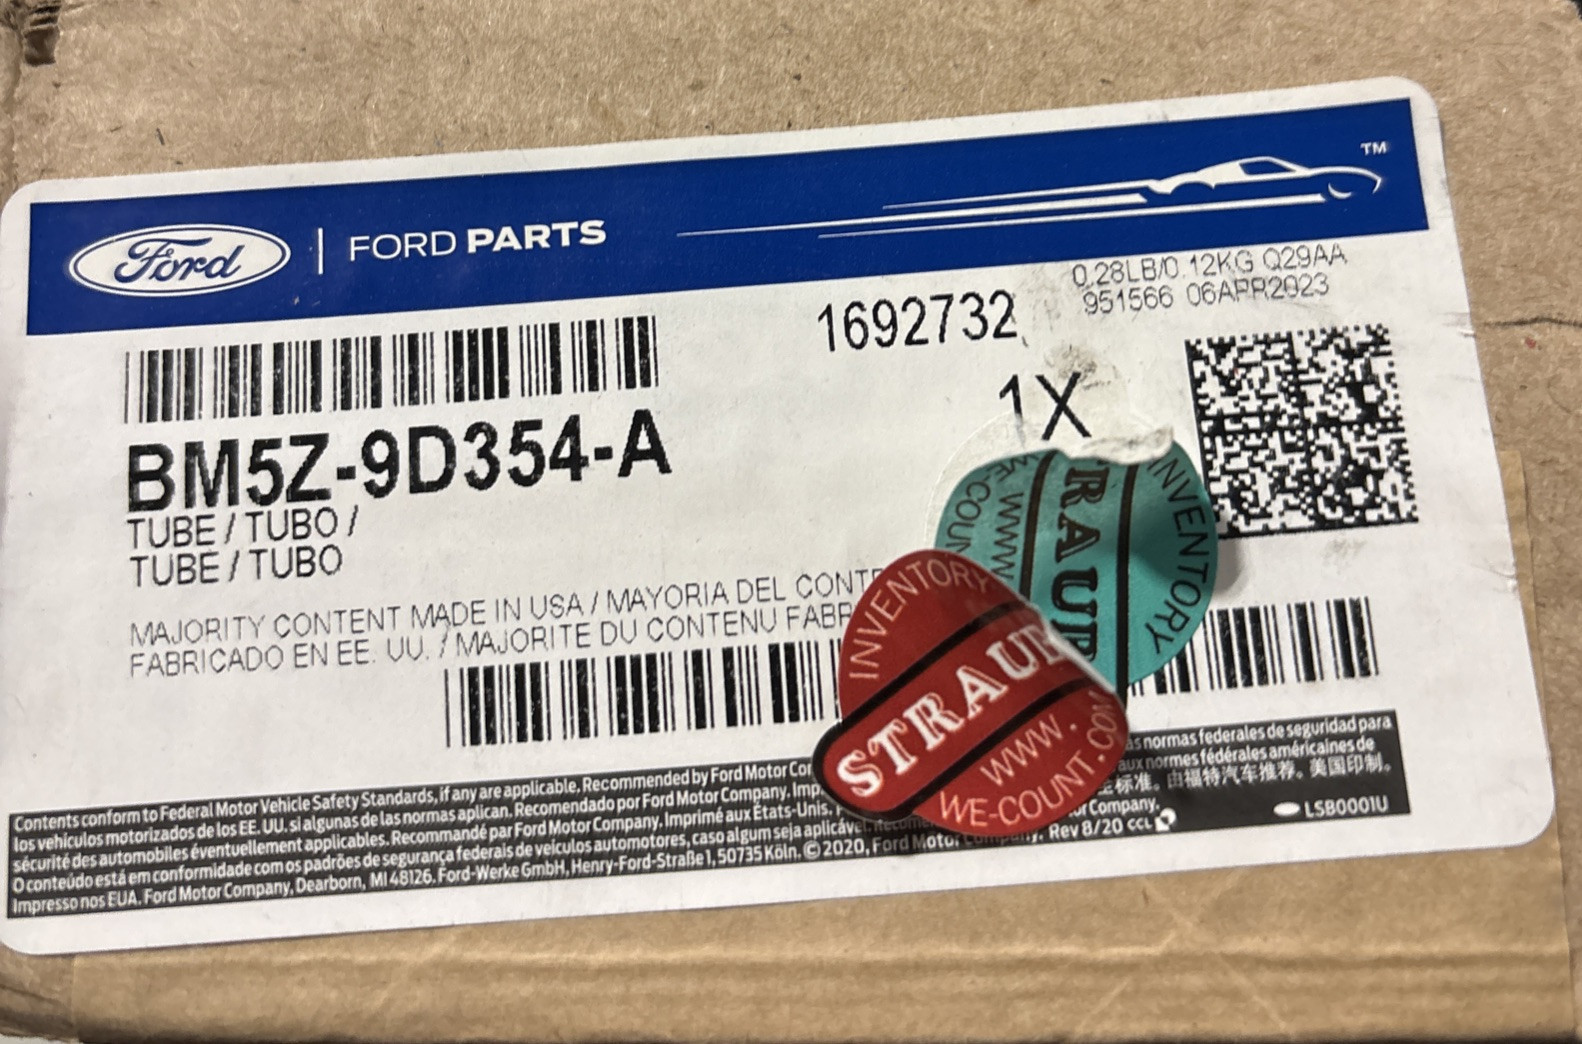 Ford | FORD PARTS
TM
0.28LB/0.12KG Q29AA
951566 06APR2023
1692732
1X
BM5Z-9D354-A
TUBE / TUBO /
TUBE / TUBO
MAJORITY CONTENT MADE IN USA / MAYORIA DEL CONTE
FABRICADO EN EE. UU. / MAJORITE DU CONTENU FABR
INVENTORY
STRAUS
WWW.
WE-COUNT.COM
INVENTORY
RAUS
WWW
Contents conform to Federal Motor Vehicle Safety Standards, if any are applicable. Recommended by Ford Motor Cor as normas federales de seguridad para
los vehículos motorizados de los EE. UU. si algunas de las normas aplican. Recomendado por Ford Motor Company. Imp aux normes fédérales américaines de
sécurité des automobiles éventuellement applicables. Recommandé par Ford Motor Company. Imprimé aux États-Unis. 标准。由福特汽车推荐。美国印制。
O conteúdo está em conformidade com os padrões de segurança federais de veículos automotores, caso algum seja aplicável. Company.
Impresso nos EUA. Ford Motor Company, Dearborn, MI 48126. Ford-Werke GmbH, Henry-Ford-Straße 1, 50735 Köln. © 2020, Ford Motor Company. Rev 8/20 CCL
LSB0001U